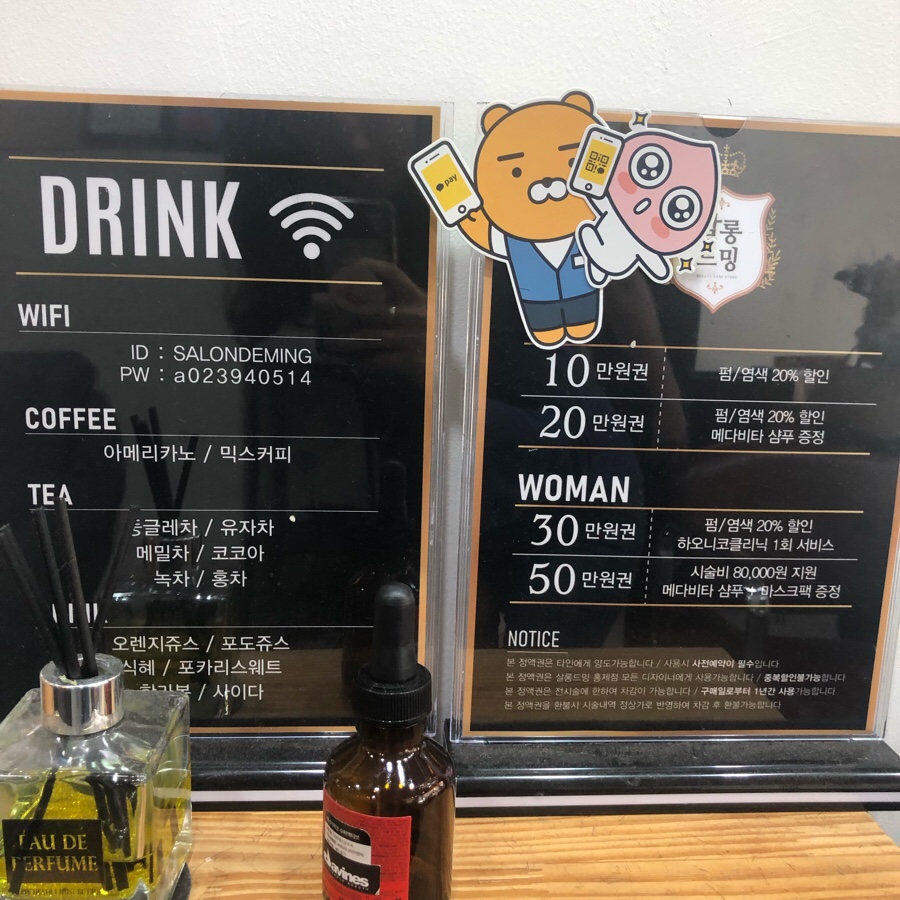 DRINK
WIFI
ID : SALONDEMING
PW : a023940514
COFFEE
아메리카노 / 믹스커피
TEA
둥글레차 / 유자차
메밀차 / 코코아
녹차 / 홍차
오렌지쥬스 / 포도쥬스
식혜 / 포카리스웨트
/ 사이다
EAU DE
PERFUME
davines
pay
살롱
드밍
10 만원권
펌/염색 20% 할인
20 만원권
펌/염색 20% 할인
메다비타 샴푸 증정
WOMAN
30 만원권
펌/염색 20% 할인
하오니코클리닉 1회 서비스
50 만원권
시술비 80,000원 지원
메다비타 샴푸 + 마스크팩 증정
NOTICE
본 정액권은 타인에게 양도가능합니다 / 사용시 사전예약이 필수입니다
본 정액권은 살롱드밍 홍제점 모든 디자이너에게 사용가능합니다 / 중복할인불가능합니다
본 정액권은 전시술에 한하여 차감이 가능합니다 / 구매일로부터 1년간 사용가능합니다
본 정액권을 환불시 시술내역 정상가로 반영하여 차감 후 환불가능합니다